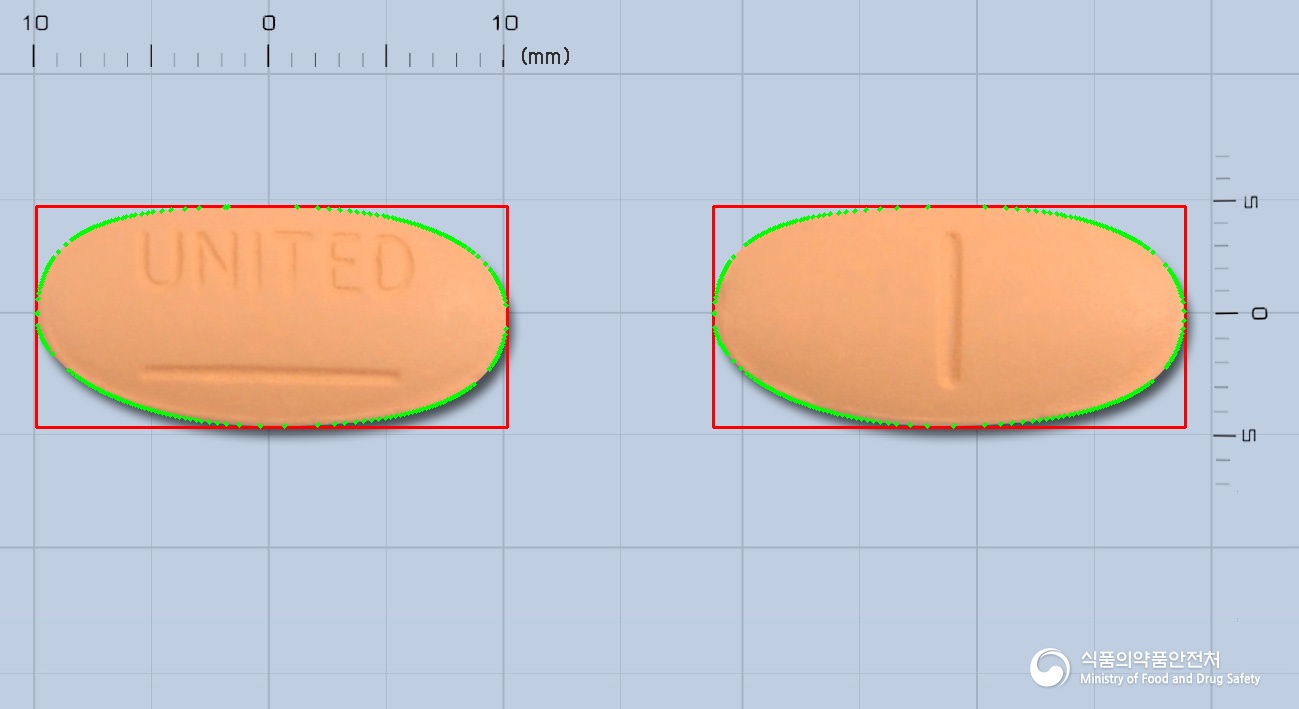 10 0 10
(mm)
UNITED
5
0
5
식품의약품안전처
Ministry of Food and Drug Safety